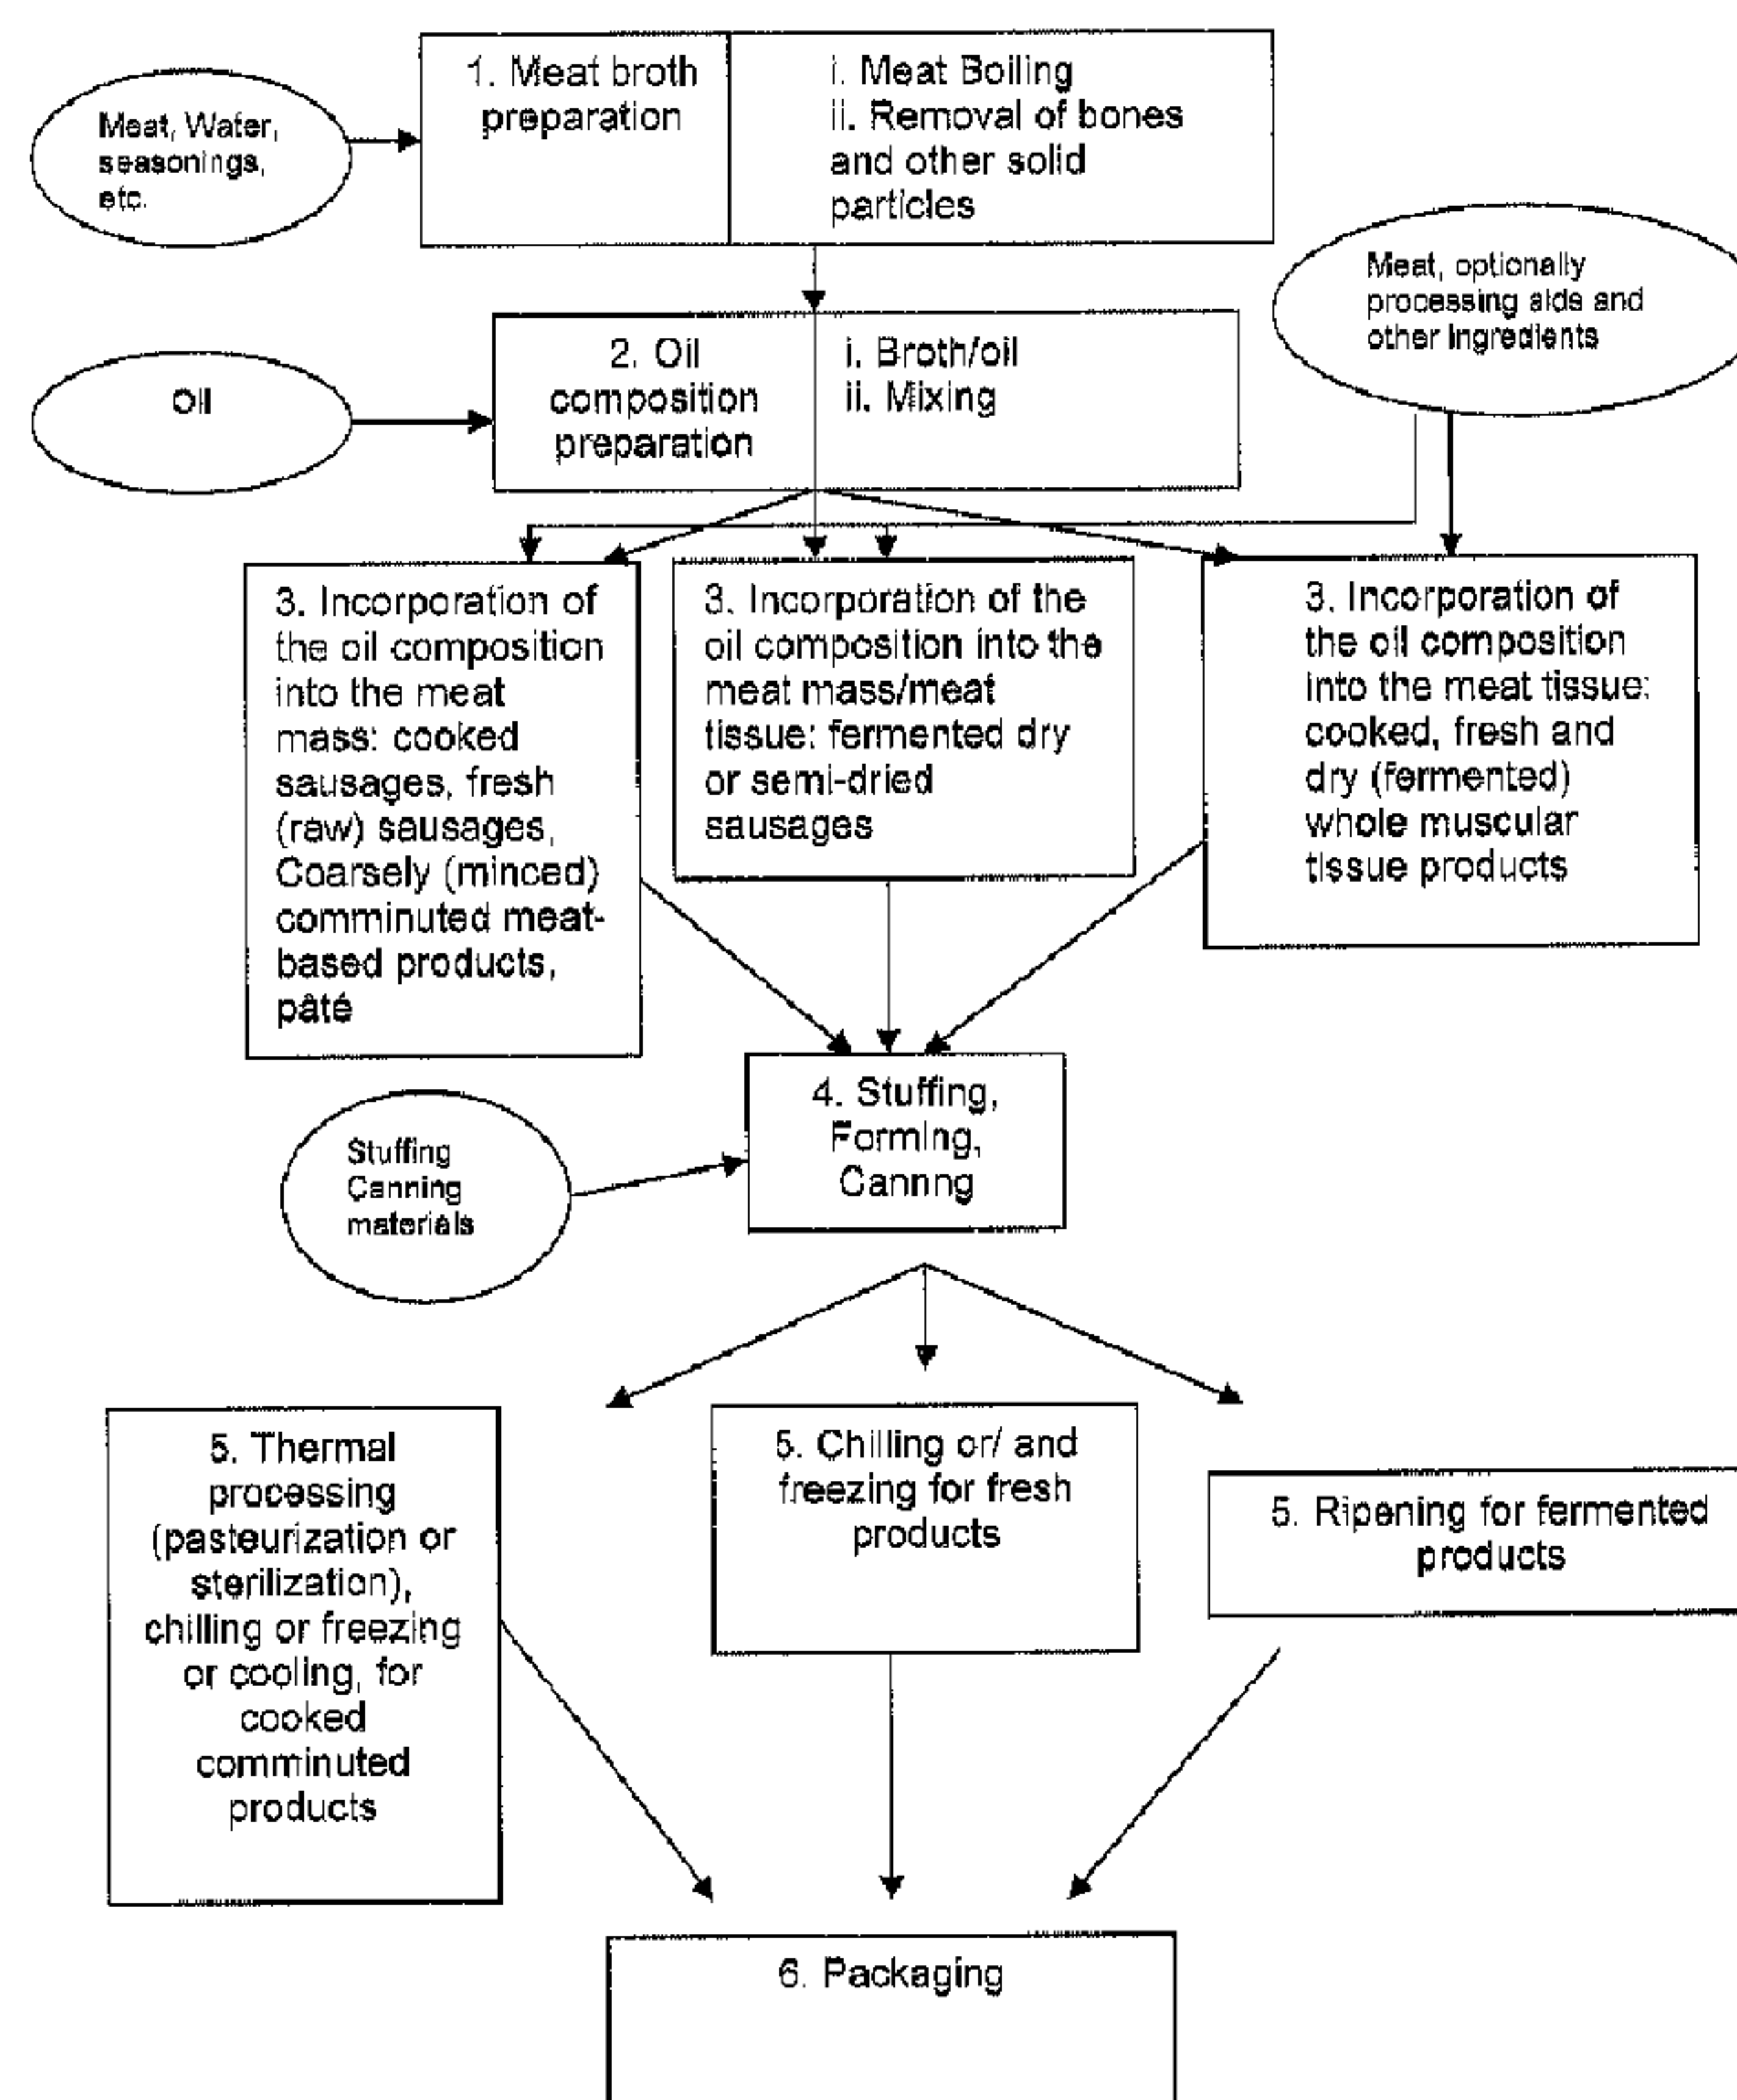 Meat, Water,
seasonings,
etc.
1. Meat broth
preparation
i. Meat Boiling
ii. Removal of bones
and other solid
particles
Meat, optionally
processing aids and
other ingredients
Oil
2. Oil
composition
preparation
i. Broth/oil
ii. Mixing
3. Incorporation of
the oil composition
into the meat
mass: cooked
sausages, fresh
(raw) sausages,
Coarsely (minced)
comminuted meat-
based products,
pâté
3. Incorporation of the
oil composition into the
meat mass/meat
tissue: fermented dry
or semi-dried
sausages
3. Incorporation of
the oil composition
into the meat tissue:
cooked, fresh and
dry (fermented)
whole muscular
tissue products
Stuffing
Canning
materials
4. Stuffing,
Forming,
Cannng
5. Thermal
processing
(pasteurization or
sterilization),
chilling or freezing
or cooling, for
cooked
comminuted
products
5. Chilling or/ and
freezing for fresh
products
5. Ripening for fermented
products
6. Packaging